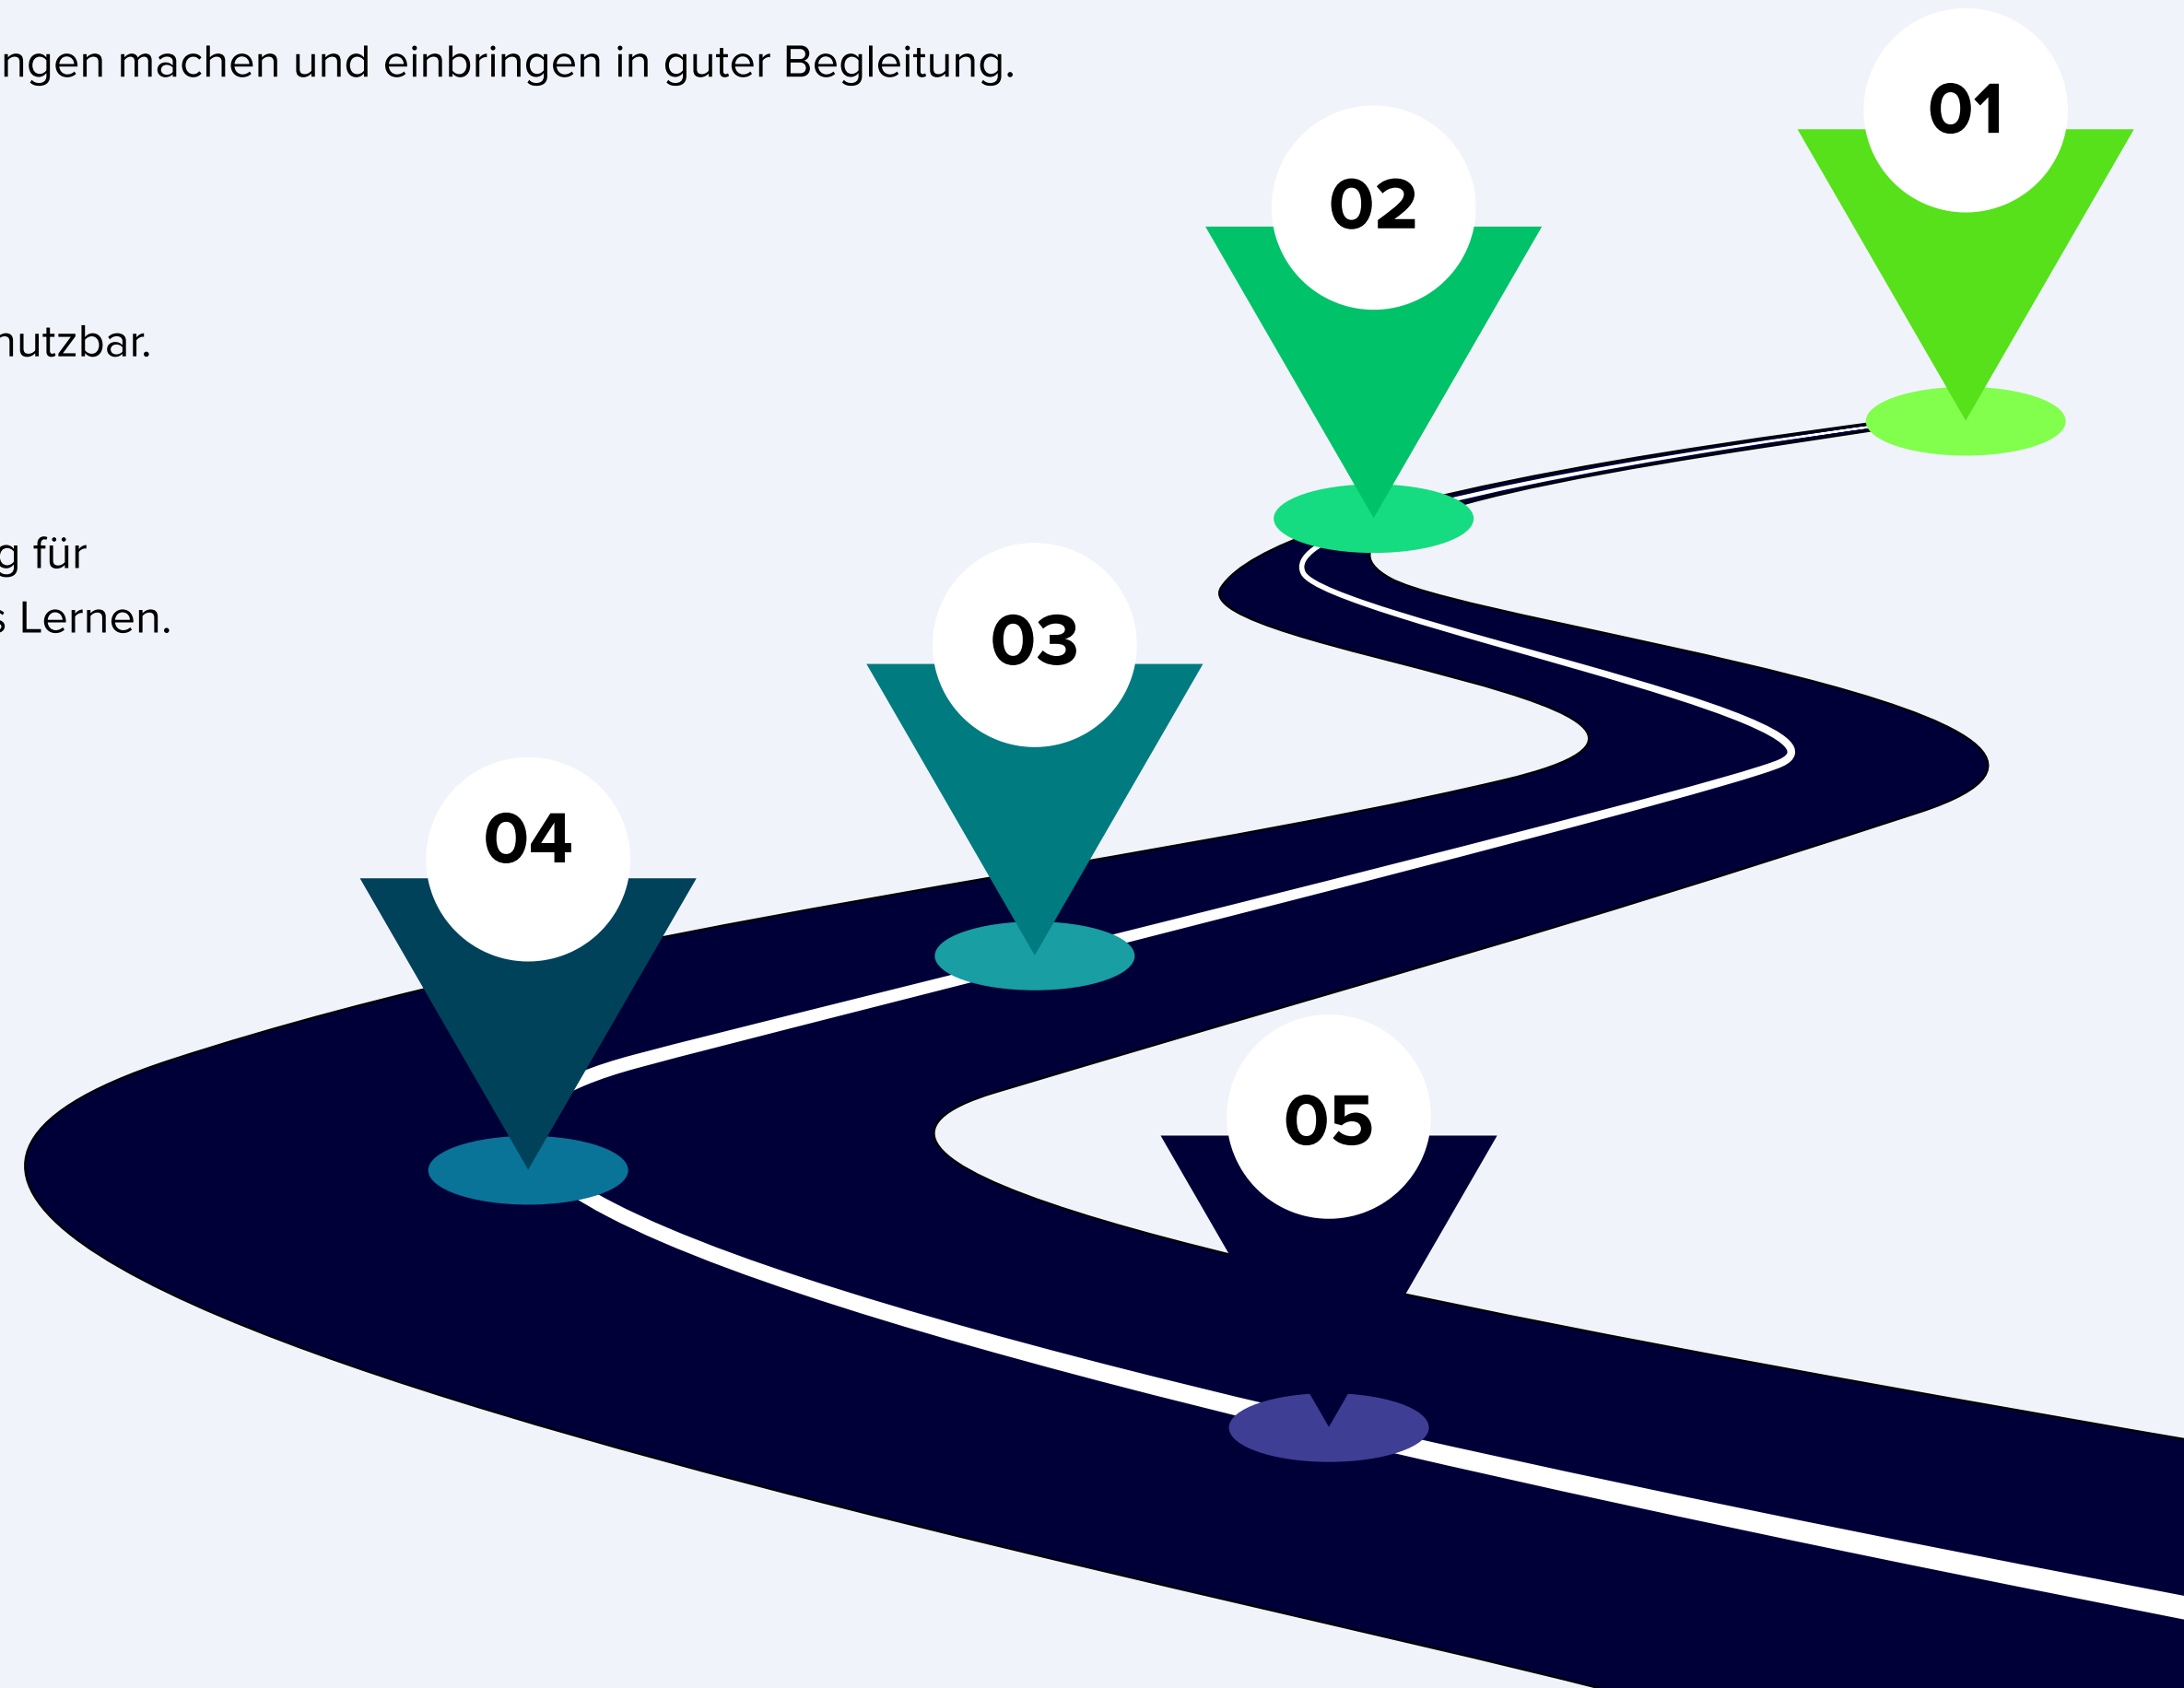 ngen machen und einbringen in guter Begleitung.
01
02
nutzbar.
g für
s Lernen.
03
04
05